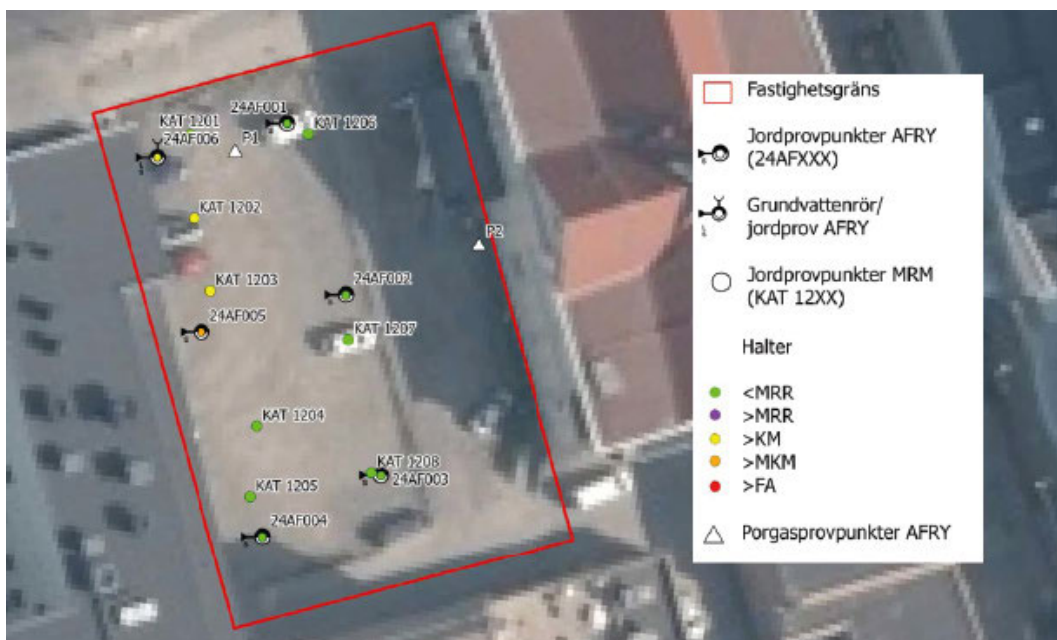 24AF001
KAT 1201
KAT 1206
24AF006
P1
KAT 1202
P2
KAT 1203
24AF002
24AF005
KAT 1207
KAT 1204
KAT 1208
24AF003
KAT 1205
24AF004
Fastighetsgräns
Jordprovpunkter AFRY
(24AFXXX)
Grundvattenrör/
jordprov AFRY
Jordprovpunkter MRM
(KAT 12XX)
Halter
<MRR
>MRR
>KM
>MKM
>FA
Porgasprovpunkter AFRY